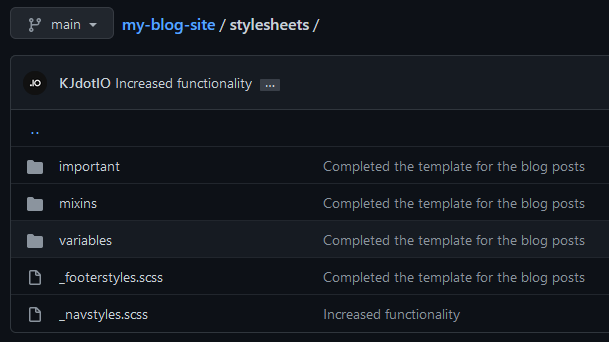 main my-blog-site / stylesheets /
.IO KJdotIO Increased functionality ...
..
important Completed the template for the blog posts
mixins Completed the template for the blog posts
variables Completed the template for the blog posts
_footerstyles.scss Completed the template for the blog posts
_navstyles.scss Increased functionality